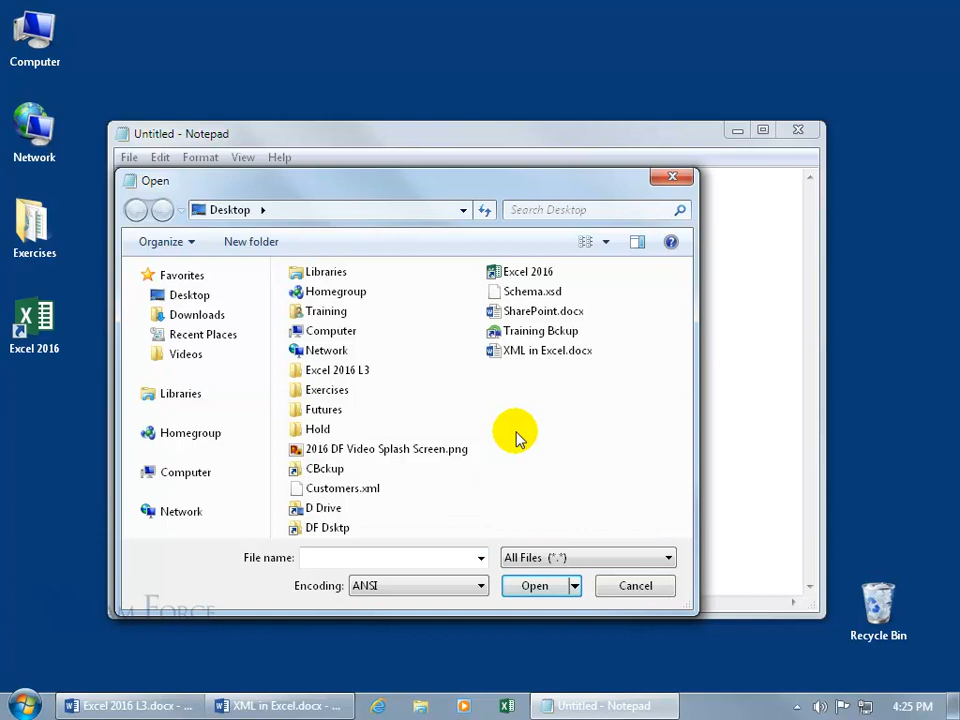 Computer
Network
Exercises
Excel 2016
Untitled - Notepad
File Edit Format View Help
Open
Desktop
Search Desktop
Organize New folder
Favorites
Desktop
Downloads
Recent Places
Videos
Libraries
Homegroup
Computer
Network
Libraries
Homegroup
Training
Computer
Network
Excel 2016 L3
Exercises
Futures
Hold
2016 DF Video Splash Screen.png
CBckup
Customers.xml
D Drive
DF Dsktp
Excel 2016
Schema.xsd
SharePoint.docx
Training Bckup
XML in Excel.docx
File name: All Files (*.*)
Encoding: ANSI Open Cancel
Recycle Bin
Excel 2016 L3.docx - ... XML in Excel.docx - ... Untitled - Notepad 4:25 PM